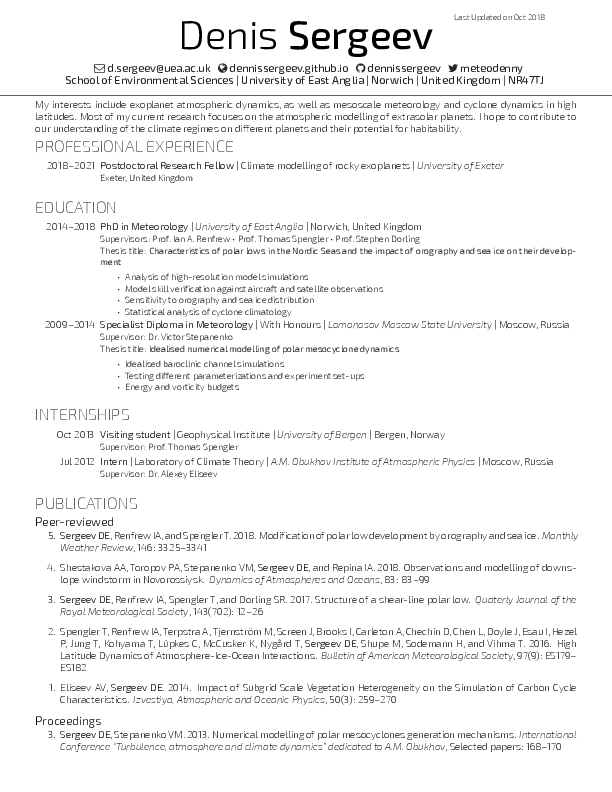 Last Updated on Oct 2018
Denis Sergeev
d.sergeev@uea.ac.uk dennissergeev.github.io dennissergeev meteodenny
School of Environmental Sciences | University of East Anglia | Norwich | United Kingdom | NR47TJ
My interests include exoplanet atmospheric dynamics, as well as mesoscale meteorology and cyclone dynamics in high
latitudes. Most of my current research focuses on the atmospheric modelling of extrasolar planets. I hope to contribute to
our understanding of the climate regimes on different planets and their potential for habitability.
PROFESSIONAL EXPERIENCE
2018–2021 Postdoctoral Research Fellow | Climate modelling of rocky exoplanets | University of Exeter
Exeter, United Kingdom
EDUCATION
2014–2018 PhD in Meteorology | University of East Anglia | Norwich, United Kingdom
Supervisors: Prof. Ian A. Renfrew • Prof. Thomas Spengler • Prof. Stephen Dorling
Thesis title: Characteristics of polar lows in the Nordic Seas and the impact of orography and sea ice on their develop-
ment
• Analysis of high-resolution model simulations
• Model skill verification against aircraft and satellite observations
• Sensitivity to orography and sea ice distribution
• Statistical analysis of cyclone climatology
2009–2014 Specialist Diploma in Meteorology | With Honours | Lomonosov Moscow State University | Moscow, Russia
Supervisor: Dr. Victor Stepanenko
Thesis title: Idealised numerical modelling of polar mesocyclone dynamics
• Idealised baroclinic channel simulations
• Testing different parameterizations and experiment set-ups
• Energy and vorticity budgets
INTERNSHIPS
Oct 2013 Visiting student | Geophysical Institute | University of Bergen | Bergen, Norway
Supervisor: Prof. Thomas Spengler
Jul 2012 Intern | Laboratory of Climate Theory | A.M. Obukhov Institute of Atmospheric Physics | Moscow, Russia
Supervisor: Dr. Alexey Eliseev
PUBLICATIONS
Peer-reviewed
5. Sergeev DE, Renfrew IA, and Spengler T. 2018. Modification of polar low development by orography and sea ice. Monthly
Weather Review, 146: 3325–3341
4. Shestakova AA, Toropov PA, Stepanenko VM, Sergeev DE, and Repina IA. 2018. Observations and modelling of downs-
lope windstorm in Novorossiysk. Dynamics of Atmospheres and Oceans, 83: 83–99
3. Sergeev DE, Renfrew IA, Spengler T, and Dorling SR. 2017. Structure of a shear-line polar low. Quaterly Journal of the
Royal Meteorological Society, 143(702): 12–26
2. Spengler T, Renfrew IA, Terpstra A, Tjernström M, Screen J, Brooks I, Carleton A, Chechin D, Chen L, Doyle J, Esau I, Hezel
P, Jung T, Kohyama T, Lüpkes C, McCusker K, Nygård T, Sergeev DE, Shupe M, Sodemann H, and Vihma T. 2016. High
Latitude Dynamics of Atmosphere-Ice-Ocean Interactions. Bulletin of American Meteorological Society, 97(9): ES179–
ES182
1. Eliseev AV, Sergeev DE. 2014. Impact of Subgrid Scale Vegetation Heterogeneity on the Simulation of Carbon Cycle
Characteristics. Izvestiya, Atmospheric and Oceanic Physics, 50(3): 259–270
Proceedings
3. Sergeev DE, Stepanenko VM. 2013. Numerical modelling of polar mesocyclones generation mechanisms. International
Conference "Turbulence, atmosphere and climate dynamics" dedicated to A.M. Obukhov, Selected papers: 168–170